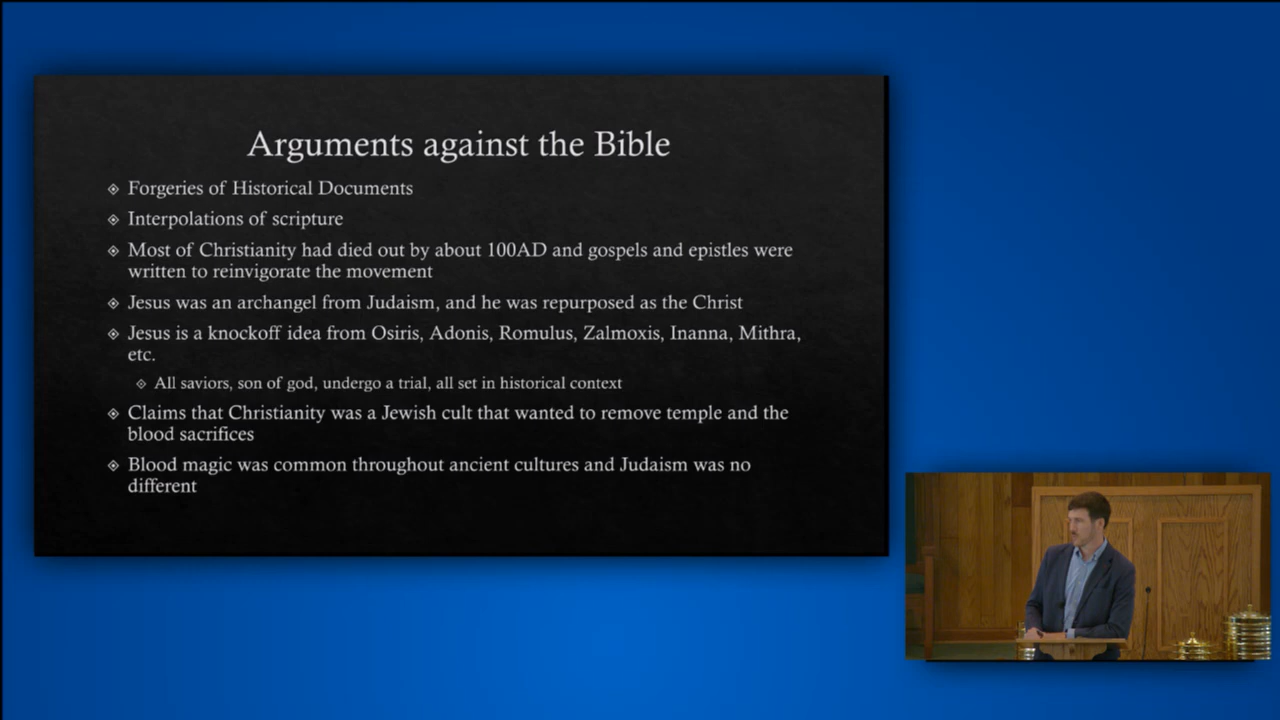 Arguments against the Bible
Forgeries of Historical Documents
Interpolations of scripture
Most of Christianity had died out by about 100AD and gospels and epistles were
written to reinvigorate the movement
Jesus was an archangel from Judaism, and he was repurposed as the Christ
Jesus is a knockoff idea from Osiris, Adonis, Romulus, Zalmoxis, Inanna, Mithra,
etc.
All saviors, son of god, undergo a trial, all set in historical context
Claims that Christianity was a Jewish cult that wanted to remove temple and the
blood sacrifices
Blood magic was common throughout ancient cultures and Judaism was no
different